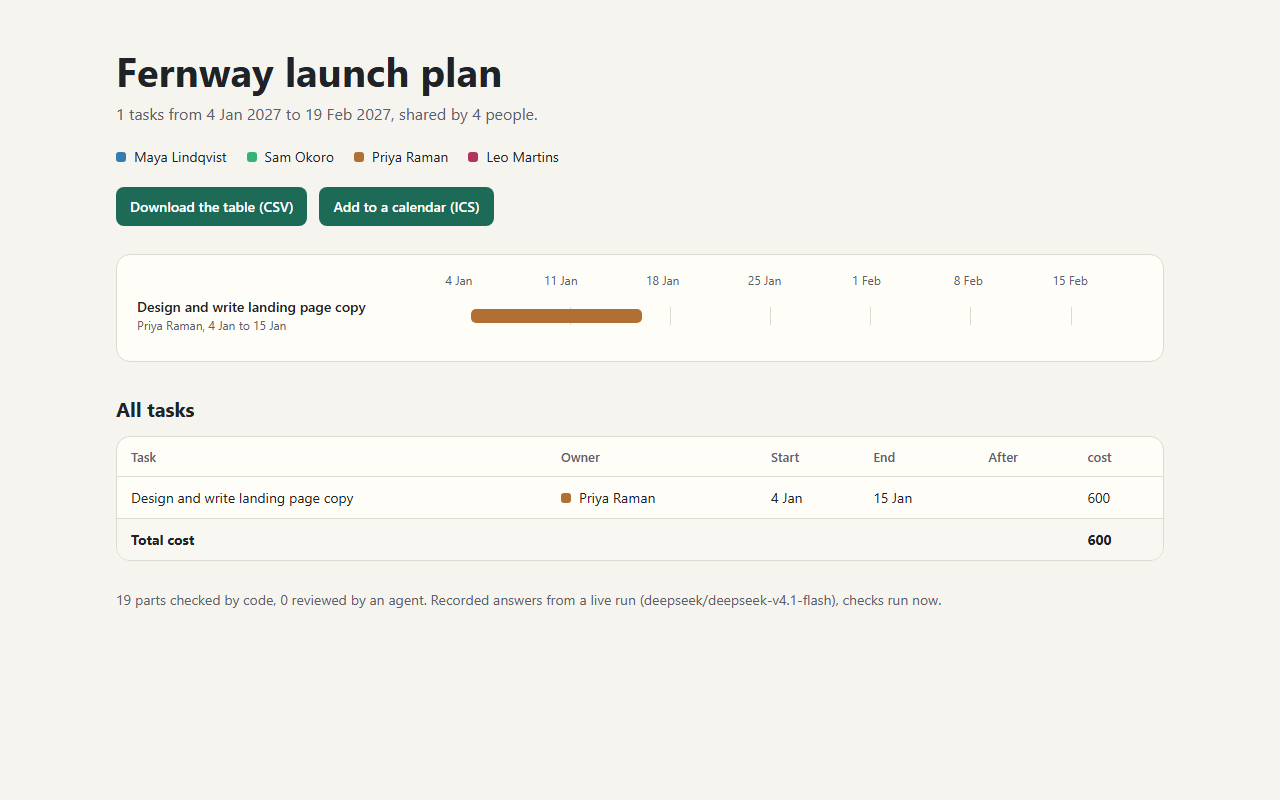 Fernway launch plan
1 tasks from 4 Jan 2027 to 19 Feb 2027, shared by 4 people.
Maya Lindqvist Sam Okoro Priya Raman Leo Martins
Download the table (CSV) Add to a calendar (ICS)
4 Jan 11 Jan 18 Jan 25 Jan 1 Feb 8 Feb 15 Feb
Design and write landing page copy
Priya Raman, 4 Jan to 15 Jan
All tasks
Task Owner Start End After cost
Design and write landing page copy Priya Raman 4 Jan 15 Jan 600
Total cost 600
19 parts checked by code, 0 reviewed by an agent. Recorded answers from a live run (deepseek/deepseek-v4.1-flash), checks run now.